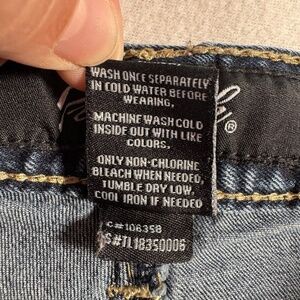 WASH ONCE SEPARATELY
IN COLD WATER BEFORE
WEARING.
MACHINE WASH COLD
INSIDE OUT WITH LIKE
COLORS.
ONLY NON-CHLORINE
BLEACH WHEN NEEDED,
TUMBLE DRY LOW,
COOL IRON IF NEEDED
C#108358
S#TL18350006
®